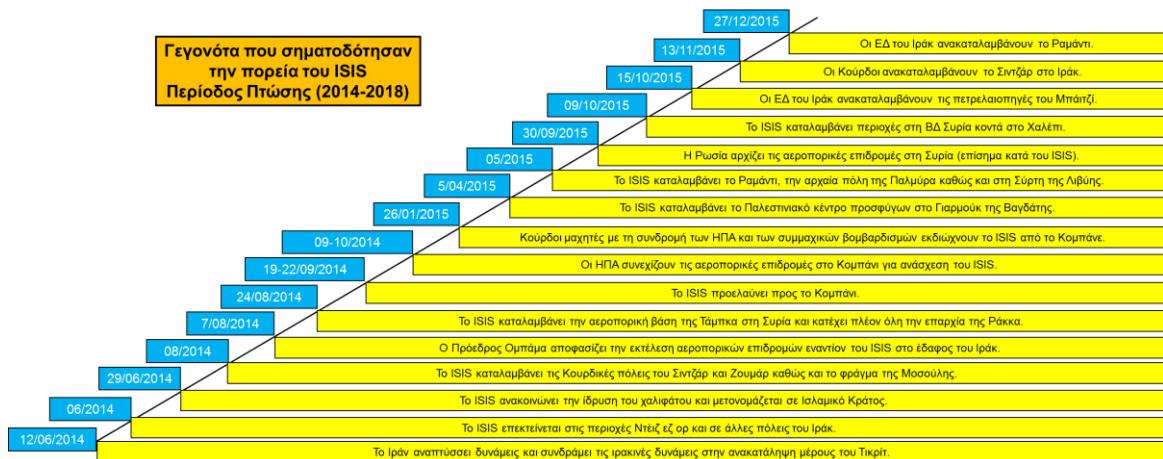 Γεγονότα που σηματοδότησαν
την πορεία του ISIS
Περίοδος Πτώσης (2014-2018)
27/12/2015
Οι ΕΔ του Ιράκ ανακαταλαμβάνουν το Ραμάντι.
13/11/2015
Οι Κούρδοι ανακαταλαμβάνουν το Σιντζάρ στο Ιράκ.
15/10/2015
Οι ΕΔ του Ιράκ ανακαταλαμβάνουν τις πετρελαιοπηγές του Μπάιτζί.
09/10/2015
Το ISIS καταλαμβάνει περιοχές στη ΒΔ Συρία κοντά στο Χαλέπι.
30/09/2015
Η Ρωσία αρχίζει τις αεροπορικές επιδρομές στη Συρία (επίσημα κατά του ISIS).
05/2015
Το ISIS καταλαμβάνει το Ραμάντι, την αρχαία πόλη της Παλμύρα καθώς και στη Σύρτη της Λιβύης.
5/04/2015
Το ISIS καταλαμβάνει το Παλεστινιακό κέντρο προσφύγων στο Γιαρμούκ της Βαγδάτης.
26/01/2015
Κούρδοι μαχητές με τη συνδρομή των ΗΠΑ και των συμμαχικών βομβαρδισμών εκδιώχνουν το ISIS από το Κομπάνε.
09-10/2014
Οι ΗΠΑ συνεχίζουν τις αεροπορικές επιδρομές στο Κομπάνι για ανάσχεση του ISIS.
19-22/09/2014
Το ISIS προελαύνει προς το Κομπάνι.
24/08/2014
Το ISIS καταλαμβάνει την αεροπορική βάση της Τάμπκα στη Συρία και κατέχει πλέον όλη την επαρχία της Ράκκα.
7/08/2014
Ο Πρόεδρος Ομπάμα αποφασίζει την εκτέλεση αεροπορικών επιδρομών εναντίον του ISIS στο έδαφος του Ιράκ.
08/2014
Το ISIS καταλαμβάνει τις Κουρδικές πόλεις του Σιντζάρ και Ζουμάρ καθώς και το φράγμα της Μοσούλης.
29/06/2014
Το ISIS ανακοινώνει την ίδρυση του χαλιφάτου και μετονομάζεται σε Ισλαμικό Κράτος.
06/2014
Το ISIS επεκτείνεται στις περιοχές Ντέιζ εζ ορ και σε άλλες πόλεις του Ιράκ.
12/06/2014
Το Ιράν αναπτύσσει δυνάμεις και συνδράμει τις ιρακινές δυνάμεις στην ανακατάληψη μέρους του Τικρίτ.